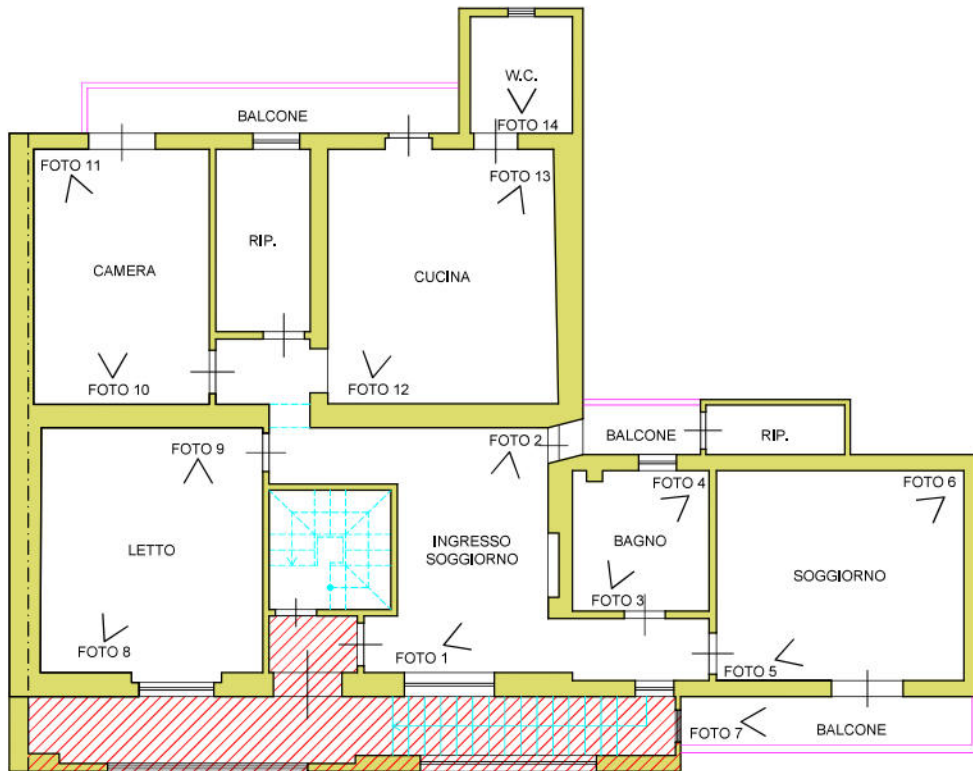 W.C.
FOTO 14
BALCONE
FOTO 11
FOTO 13
RIP.
CAMERA
CUCINA
FOTO 10
FOTO 12
FOTO 9
FOTO 2
BALCONE
RIP.
FOTO 4
FOTO 6
LETTO
INGRESSO
SOGGIORNO
BAGNO
SOGGIORNO
FOTO 3
FOTO 8
FOTO 1
FOTO 5
FOTO 7
BALCONE